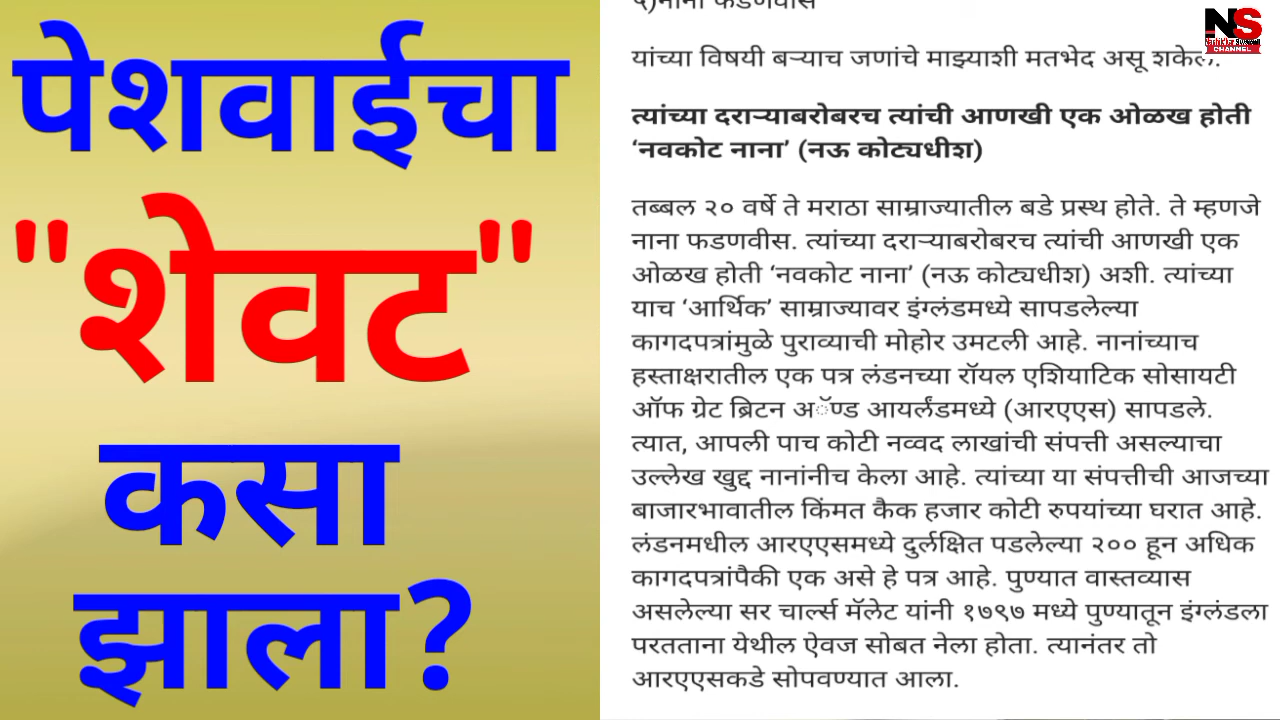 पेशवाईचा
"शेवट"
कसा
झाला?
५)नाना फडणवीस
यांच्या विषयी बऱ्याच जणांचे माझ्याशी मतभेद असू शकेल.
त्यांच्या दराऱ्याबरोबरच त्यांची आणखी एक ओळख होती
‘नवकोट नाना’ (नऊ कोट्यधीश)
तब्बल २० वर्षे ते मराठा साम्राज्यातील बडे प्रस्थ होते. ते म्हणजे
नाना फडणवीस. त्यांच्या दराऱ्याबरोबरच त्यांची आणखी एक
ओळख होती ‘नवकोट नाना’ (नऊ कोट्यधीश) अशी. त्यांच्या
याच ‘आर्थिक’ साम्राज्यावर इंग्लंडमध्ये सापडलेल्या
कागदपत्रांमुळे पुराव्याची मोहोर उमटली आहे. नानांच्याच
हस्ताक्षरातील एक पत्र लंडनच्या रॉयल एशियाटिक सोसायटी
ऑफ ग्रेट ब्रिटन अॅण्ड आयर्लंडमध्ये (आरएएस) सापडले.
त्यात, आपली पाच कोटी नव्वद लाखांची संपत्ती असल्याचा
उल्लेख खुद्द नानांनीच केला आहे. त्यांच्या या संपत्तीची आजच्या
बाजारभावातील किंमत कैक हजार कोटी रुपयांच्या घरात आहे.
लंडनमधील आरएएसमध्ये दुर्लक्षित पडलेल्या २०० हून अधिक
कागदपत्रांपैकी एक असे हे पत्र आहे. पुण्यात वास्तव्यास
असलेल्या सर चार्ल्स मॅलेट यांनी १७९७ मध्ये पुण्यातून इंग्लंडला
परतताना येथील ऐवज सोबत नेला होता. त्यानंतर तो
आरएएसकडे सोपवण्यात आला.
NS
CHANNEL